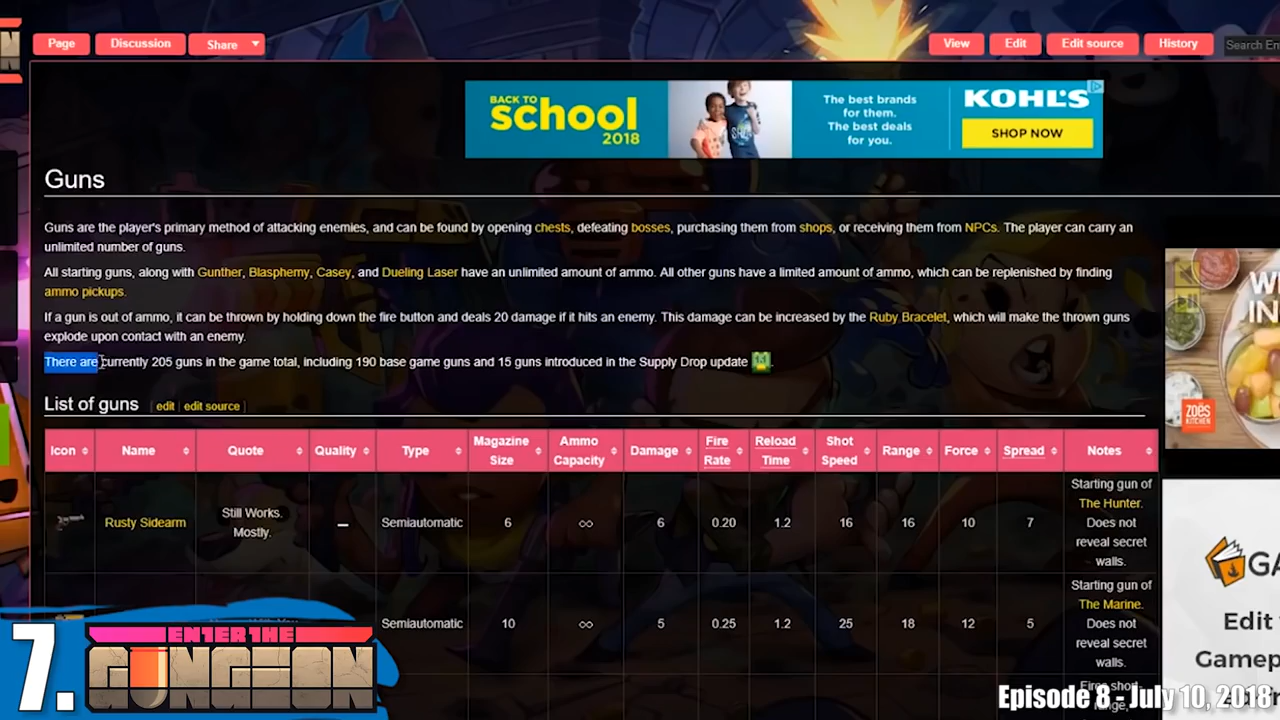 Page Discussion Share View Edit Edit source History Search En
BACK TO
school
2018
The best brands
for them.
The best deals
for you.
KOHL'S
SHOP NOW
Guns
Guns are the player's primary method of attacking enemies, and can be found by opening chests, defeating bosses, purchasing them from shops, or receiving them from NPCs. The player can carry an
unlimited number of guns.
All starting guns, along with Gunther, Blasphemy, Casey, and Dueling Laser have an unlimited amount of ammo. All other guns have a limited amount of ammo, which can be replenished by finding
ammo pickups.
If a gun is out of ammo, it can be thrown by holding down the fire button and deals 20 damage if it hits an enemy. This damage can be increased by the Ruby Bracelet, which will make the thrown guns
explode upon contact with an enemy.
There are currently 205 guns in the game total, including 190 base game guns and 15 guns introduced in the Supply Drop update 1.1.
List of guns [ edit | edit source ]
Icon Name Quote Quality Type Magazine Size Ammo Capacity Damage Fire Rate Reload Time Shot Speed Range Force Spread Notes
Rusty Sidearm Still Works. Mostly. – Semiautomatic 6 ∞ 6 0.20 1.2 16 16 10 7 Starting gun of The Hunter. Does not reveal secret walls.
Semiautomatic 10 ∞ 5 0.25 1.2 25 18 12 5 Starting gun of The Marine. Does not reveal secret walls.
Fires short
range,
ZOËS
KITCHEN
Edit
7.
ENTER THE
GUNGEON
Episode 8 - July 10, 2018